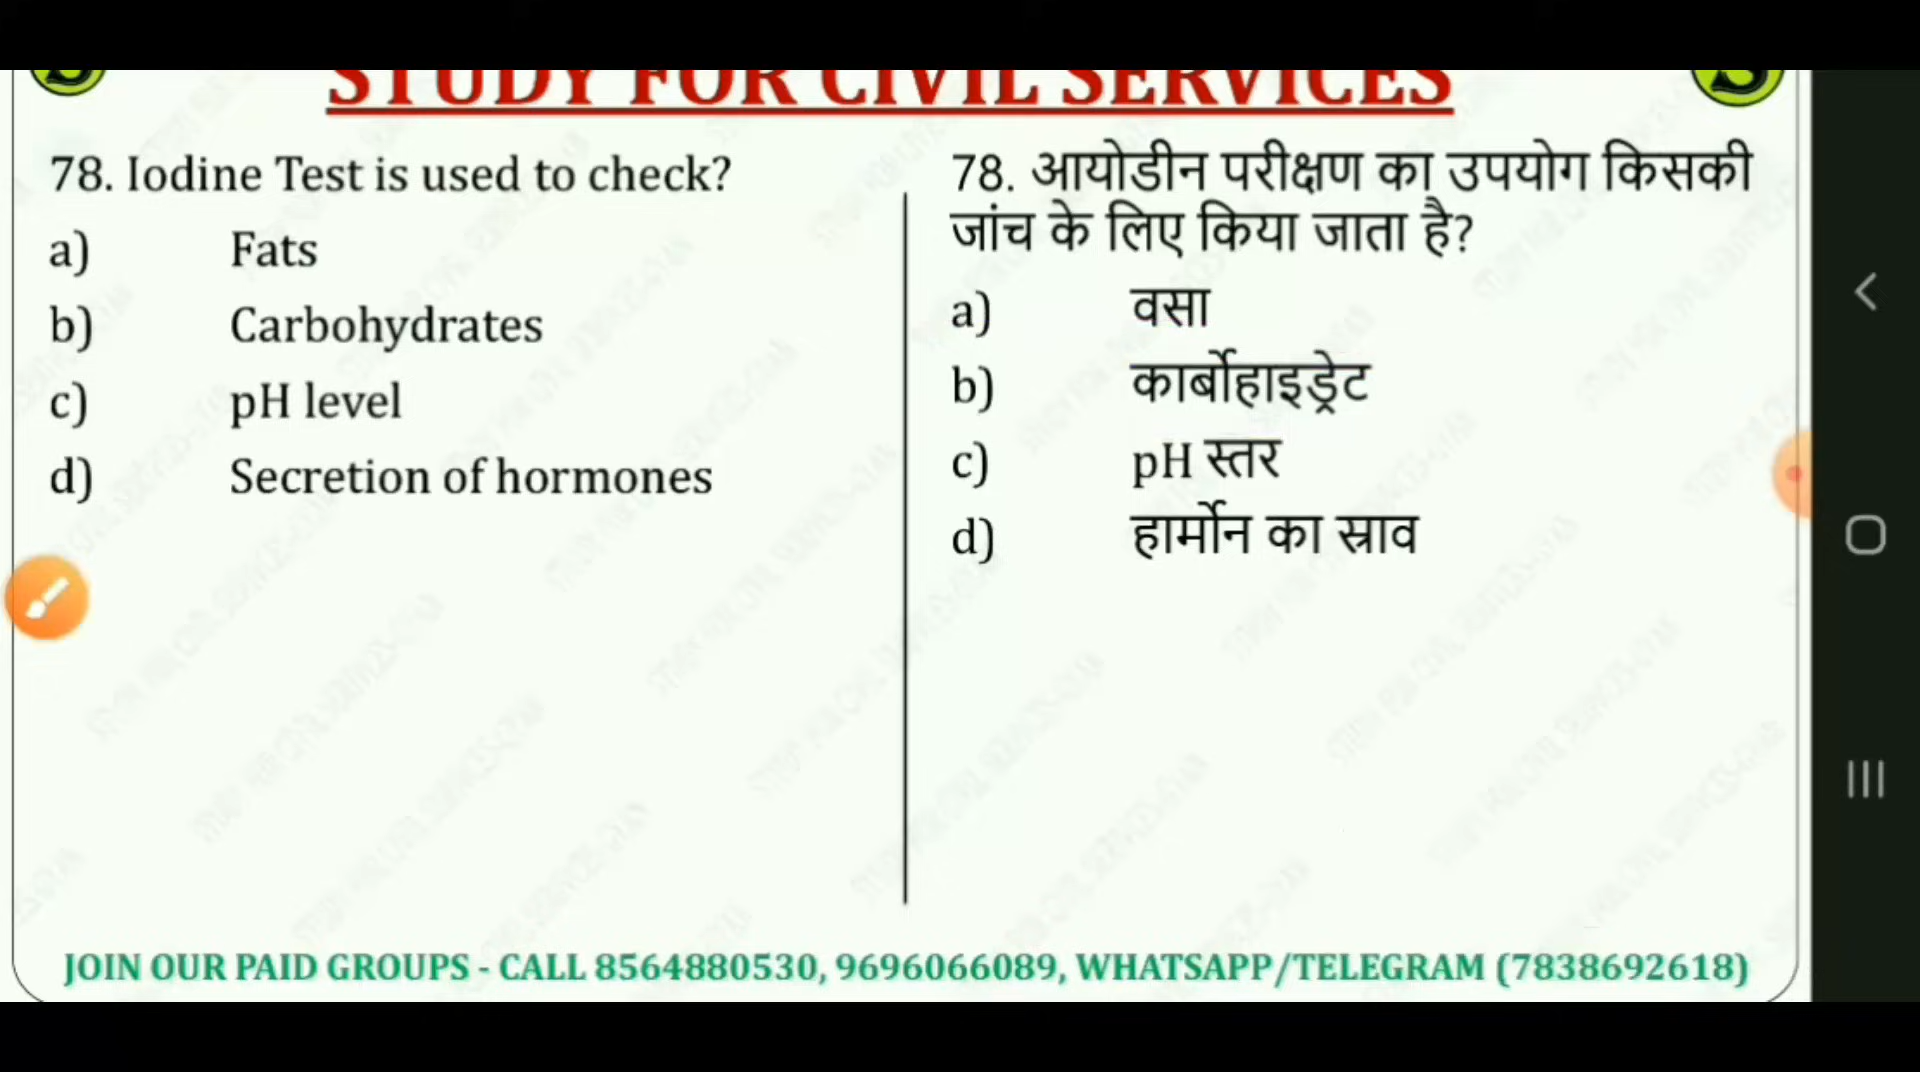 STUDY FOR CIVIL SERVICES
78. Iodine Test is used to check?
a) Fats
b) Carbohydrates
c) pH level
d) Secretion of hormones
78. आयोडीन परीक्षण का उपयोग किसकी
जांच के लिए किया जाता है?
a) वसा
b) कार्बोहाइड्रेट
c) pH स्तर
d) हार्मोन का स्राव
JOIN OUR PAID GROUPS - CALL 8564880530, 9696066089, WHATSAPP/TELEGRAM (7838692618)